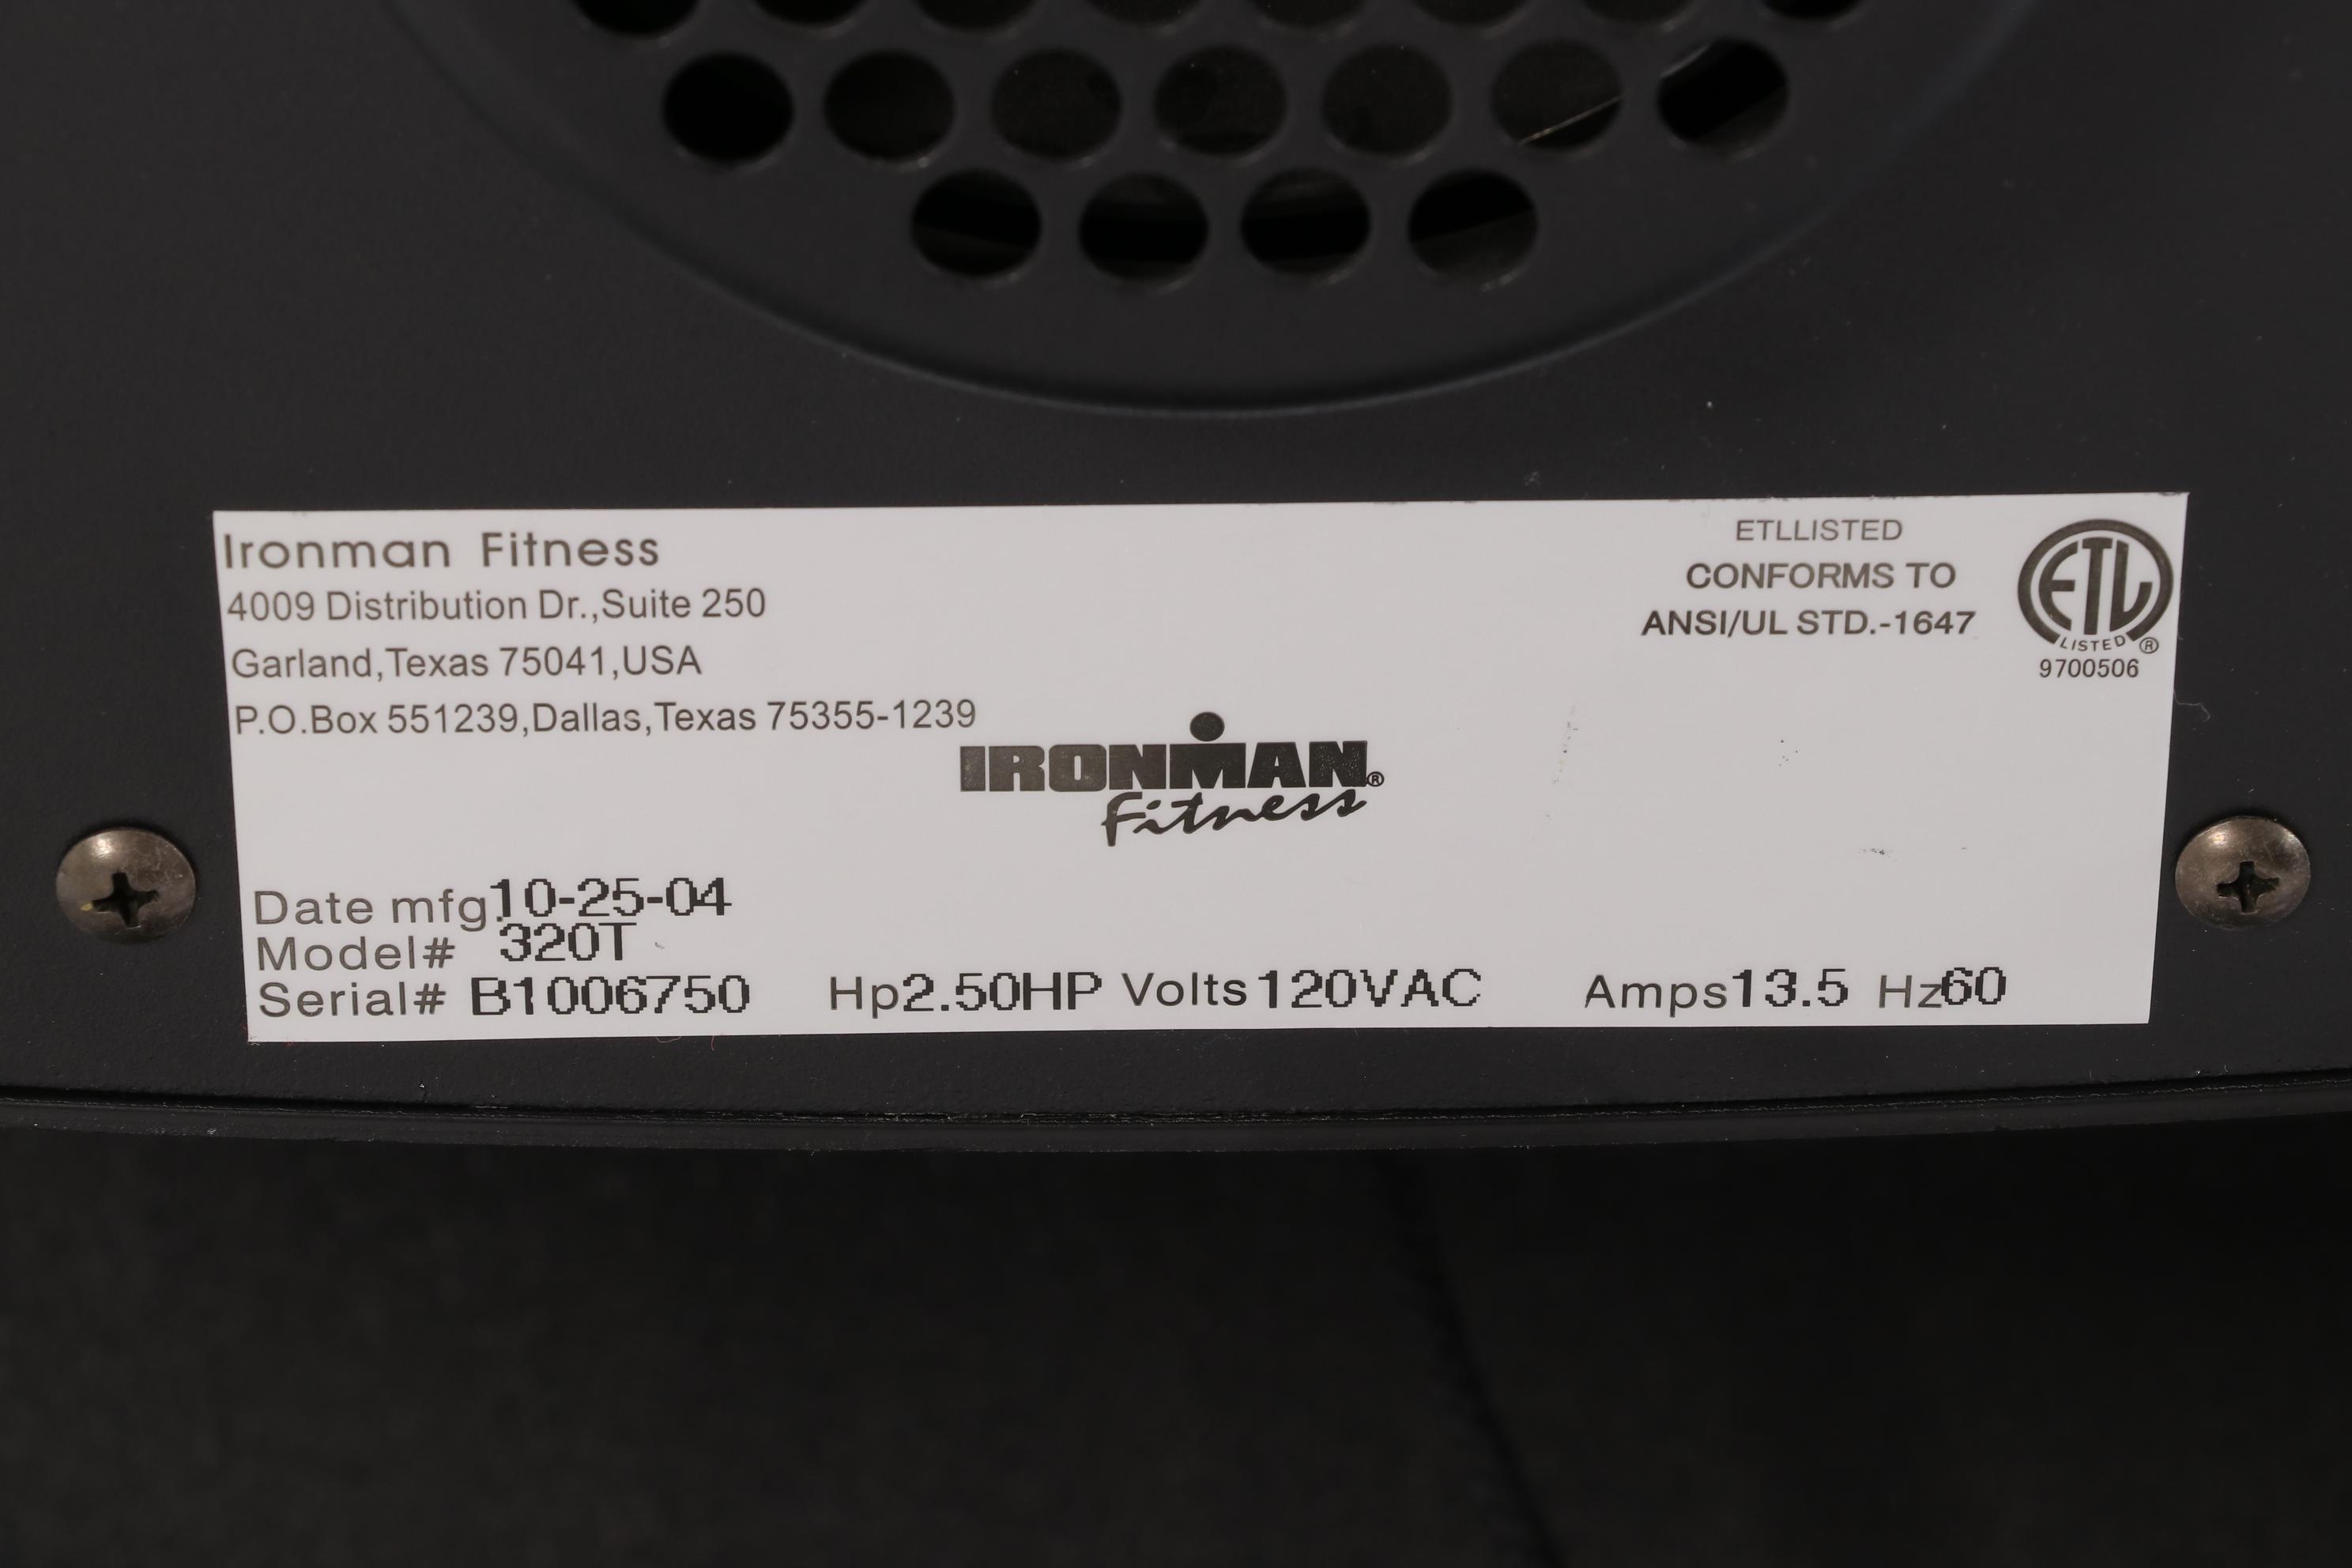 Ironman Fitness
4009 Distribution Dr.,Suite 250
Garland,Texas 75041,USA
P.O.Box 551239,Dallas,Texas 75355-1239
ETLLISTED
CONFORMS TO
ANSI/UL STD.-1647
ETL
LISTED ®
9700506
IRONMAN®
Fitness
Date mfg.10-25-04
Model# 320T
Serial# B1006750 Hp2.50HP Volts120VAC Amps13.5 Hz60